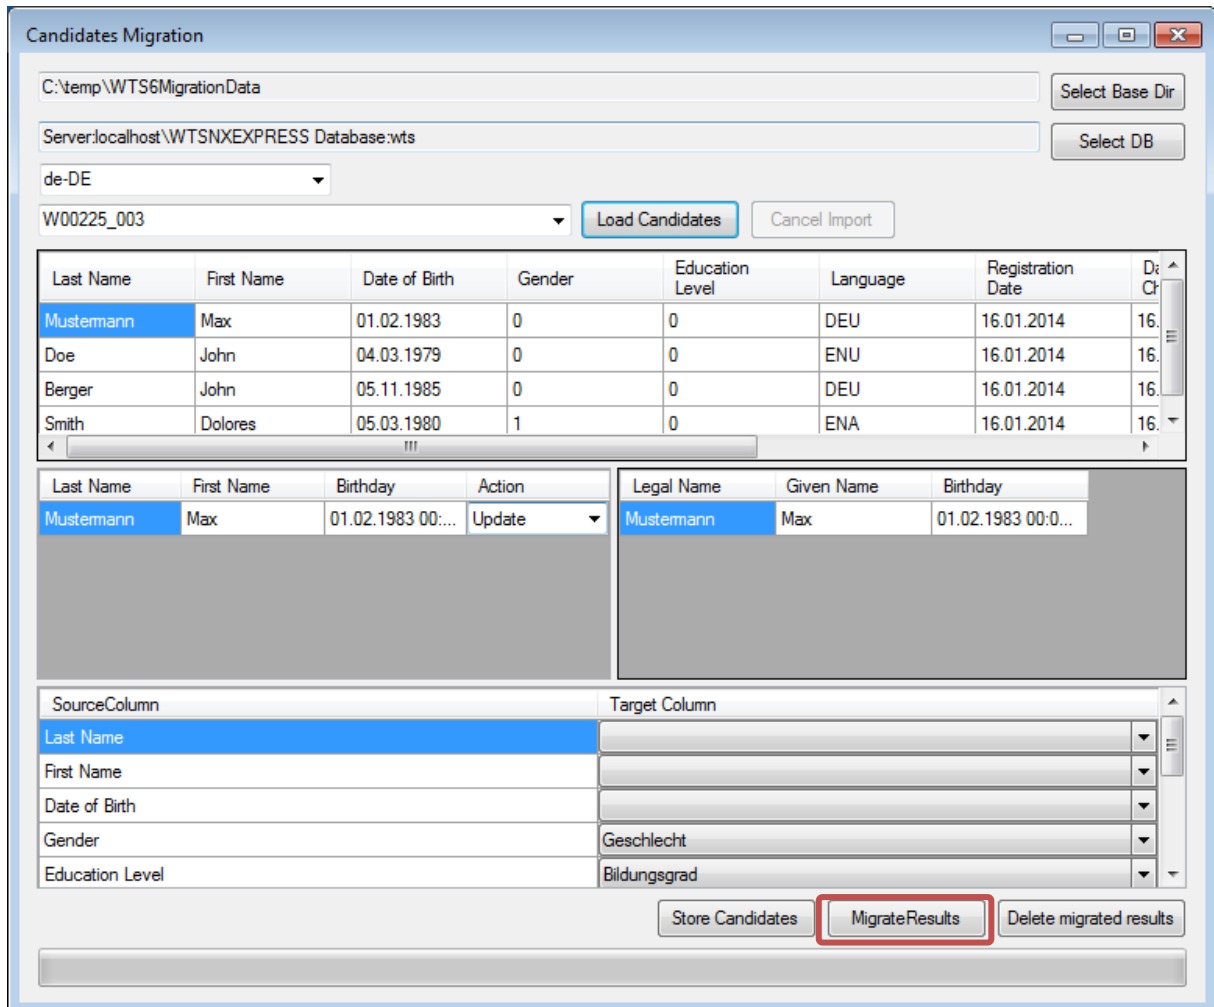 Candidates Migration
C:\temp\WTS6MigrationData
Select Base Dir
Server:localhost\WTSNXEXPRESS Database:wts
Select DB
de-DE
W00225_003
Load Candidates
Cancel Import
Last Name First Name Date of Birth Gender Education Level Language Registration Date Da Ch
Mustermann Max 01.02.1983 0 0 DEU 16.01.2014 16.
Doe John 04.03.1979 0 0 ENU 16.01.2014 16.
Berger John 05.11.1985 0 0 DEU 16.01.2014 16.
Smith Dolores 05.03.1980 1 0 ENA 16.01.2014 16.
Last Name First Name Birthday Action
Mustermann Max 01.02.1983 00:... Update
Legal Name Given Name Birthday
Mustermann Max 01.02.1983 00:0...
SourceColumn Target Column
Last Name
First Name
Date of Birth
Gender Geschlecht
Education Level Bildungsgrad
Store Candidates
MigrateResults
Delete migrated results